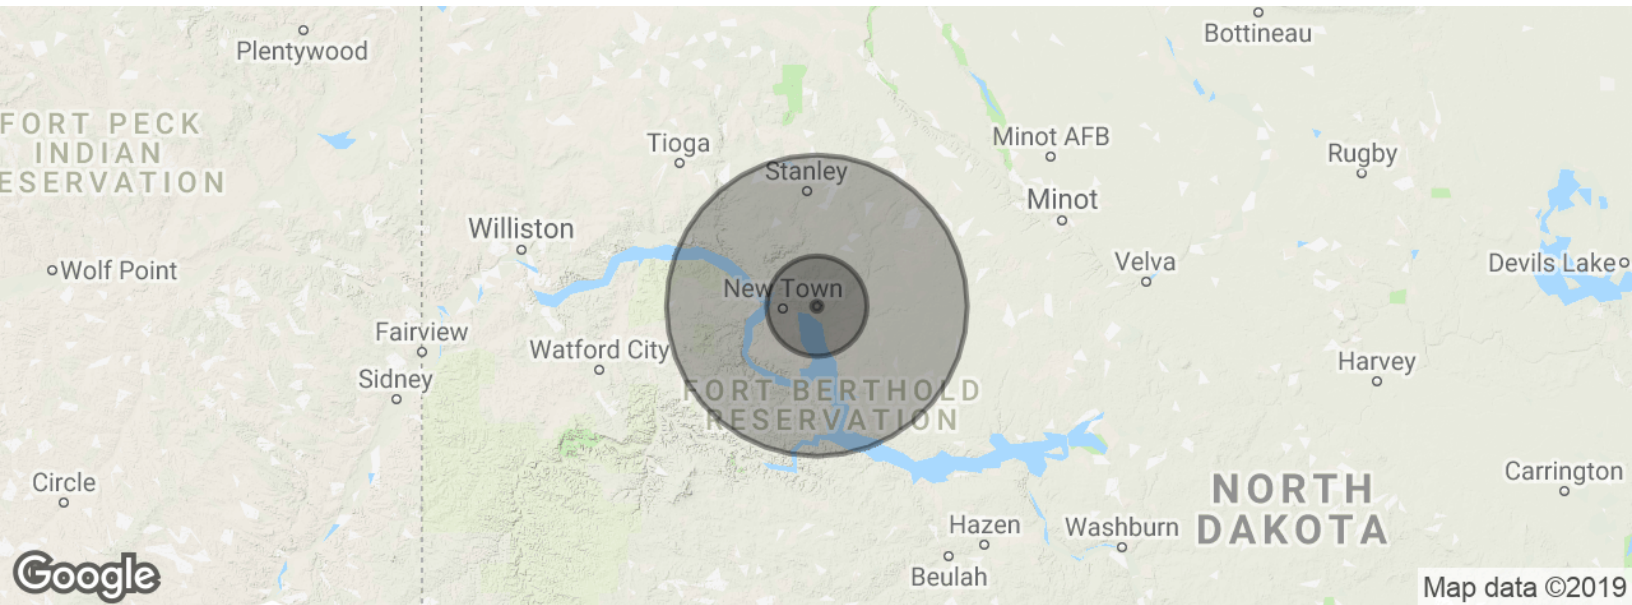 Bottineau
Plentywood
FORT PECK
INDIAN
ESERVATION
Tioga
Minot AFB
Rugby
Stanley
Minot
Williston
Wolf Point
Velva
Devils Lake
New Town
Fairview
Watford City
Harvey
Sidney
FORT BERTHOLD
RESERVATION
Circle
Carrington
NORTH
DAKOTA
Hazen
Washburn
Beulah
Google
Map data ©2019